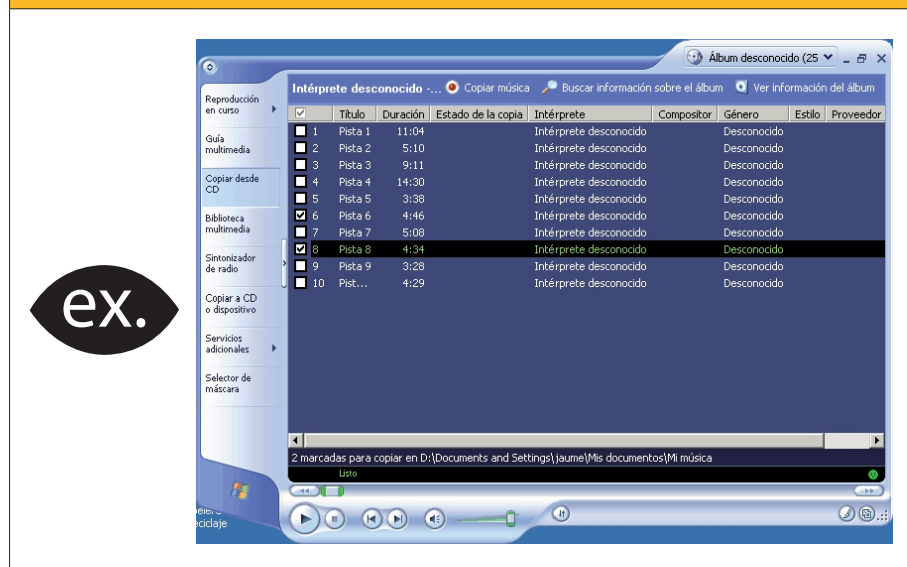 Álbum desconocido (25
Intérprete desconocido -... Copiar música Buscar información sobre el álbum Ver información del álbum
Título Duración Estado de la copia Intérprete Compositor Género Estilo Proveedor
1 Pista 1 11:04 Intérprete desconocido Desconocido
2 Pista 2 5:10 Intérprete desconocido Desconocido
3 Pista 3 9:11 Intérprete desconocido Desconocido
4 Pista 4 14:30 Intérprete desconocido Desconocido
5 Pista 5 3:38 Intérprete desconocido Desconocido
6 Pista 6 4:46 Intérprete desconocido Desconocido
7 Pista 7 5:08 Intérprete desconocido Desconocido
8 Pista 8 4:34 Intérprete desconocido Desconocido
9 Pista 9 3:28 Intérprete desconocido Desconocido
10 Pist... 4:29 Intérprete desconocido Desconocido
Reproducción
en curso
Guía
multimedia
Copiar desde
CD
Biblioteca
multimedia
Sintonizador
de radio
Copiar a CD
o dispositivo
Servicios
adicionales
Selector de
máscara
ex.
2 marcadas para copiar en D:\Documents and Settings\jaume\Mis documentos\Mi música
Listo
eciclaje